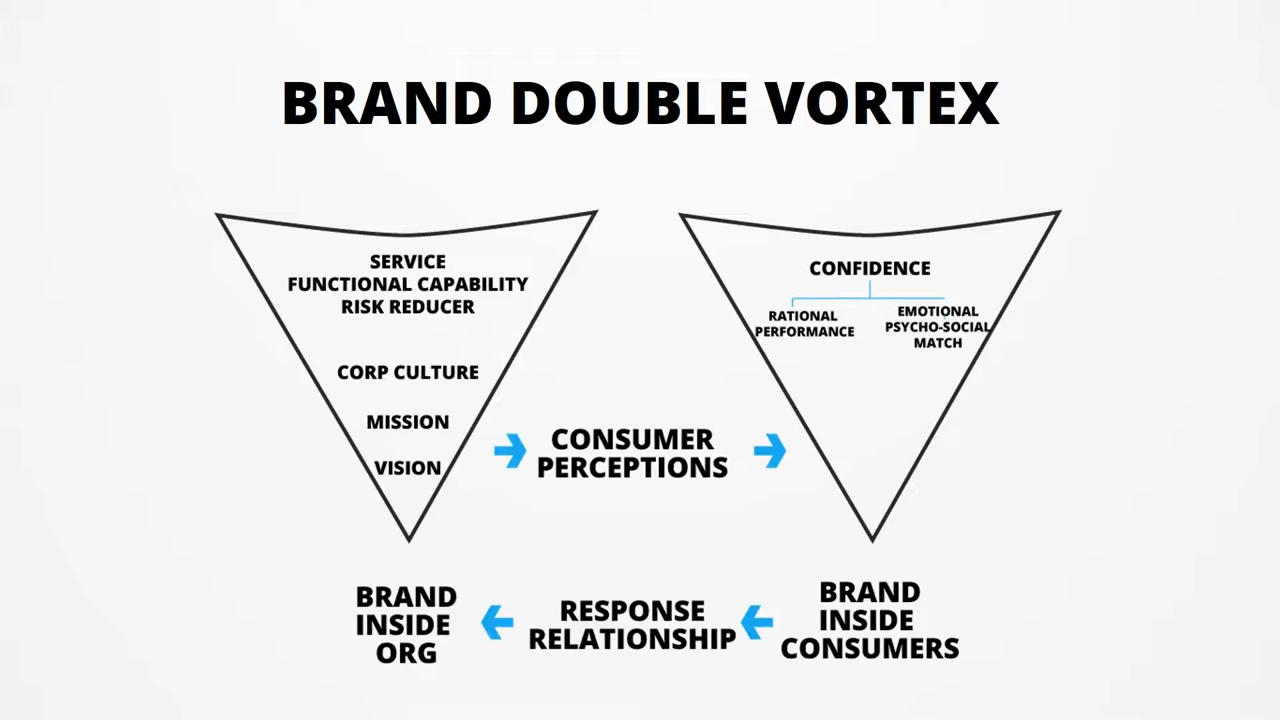 BRAND DOUBLE VORTEX
SERVICE
FUNCTIONAL CAPABILITY
RISK REDUCER
CORP CULTURE
MISSION
VISION
CONSUMER
PERCEPTIONS
CONFIDENCE
RATIONAL
PERFORMANCE
EMOTIONAL
PSYCHO-SOCIAL
MATCH
BRAND
INSIDE
ORG
RESPONSE
RELATIONSHIP
BRAND
INSIDE
CONSUMERS